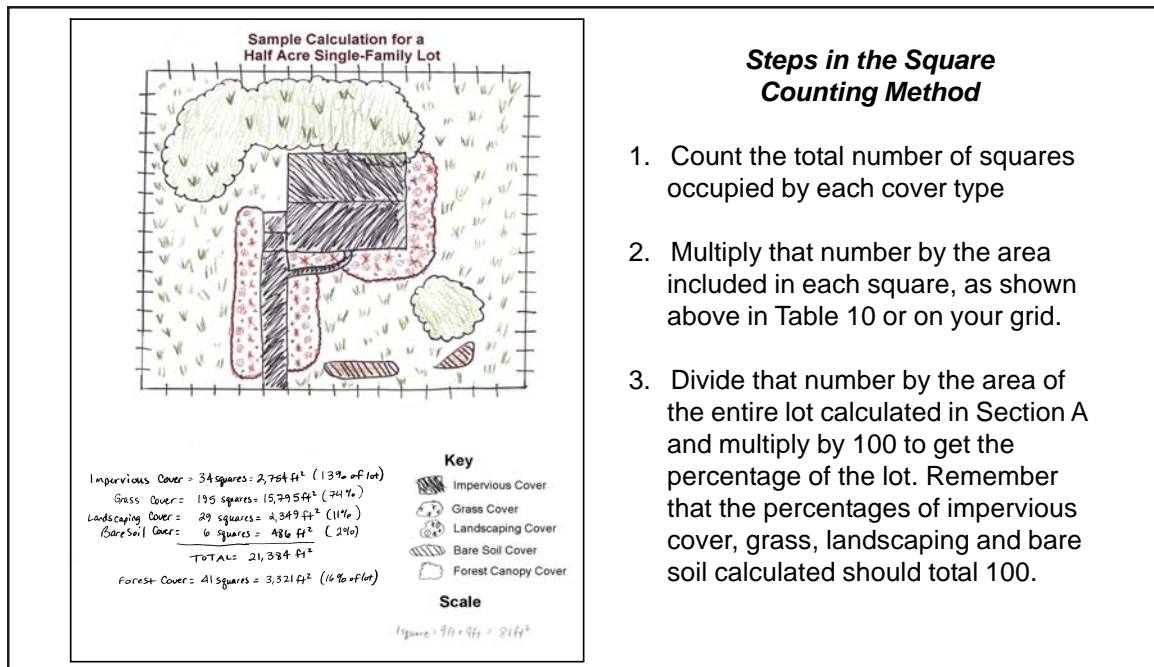 Sample Calculation for a
Half Acre Single-Family Lot
Impervious Cover = 34 squares = 2,754 ft² (13% of lot)
Grass Cover = 195 squares = 15,795 ft² (74%)
Landscaping Cover = 29 squares = 2,349 ft² (11%)
Bare Soil Cover = 6 squares = 486 ft² (2%)
TOTAL = 21,384 ft²
Forest Cover = 41 squares = 3,321 ft² (16% of lot)
Key
Impervious Cover
Grass Cover
Landscaping Cover
Bare Soil Cover
Forest Canopy Cover
Scale
1 square = 9ft × 9ft = 81ft²
Steps in the Square
Counting Method
1. Count the total number of squares
occupied by each cover type
2. Multiply that number by the area
included in each square, as shown
above in Table 10 or on your grid.
3. Divide that number by the area of
the entire lot calculated in Section A
and multiply by 100 to get the
percentage of the lot. Remember
that the percentages of impervious
cover, grass, landscaping and bare
soil calculated should total 100.